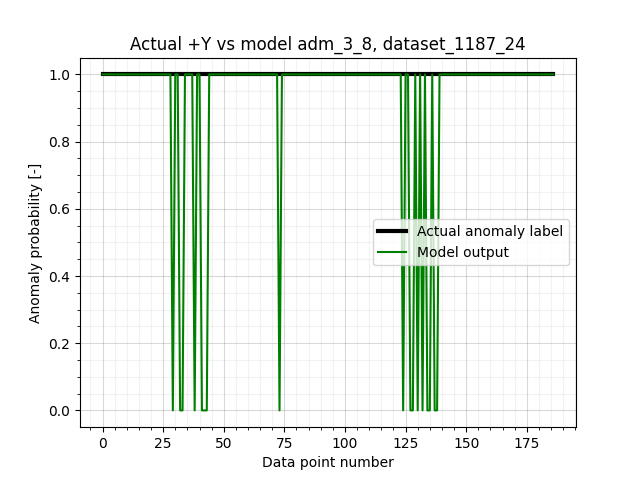 Actual +Y vs model adm_3_8, dataset_1187_24
Anomaly probability [-]
1.0
0.8
0.6
0.4
0.2
0.0
Actual anomaly label
Model output
0 25 50 75 100 125 150 175
Data point number